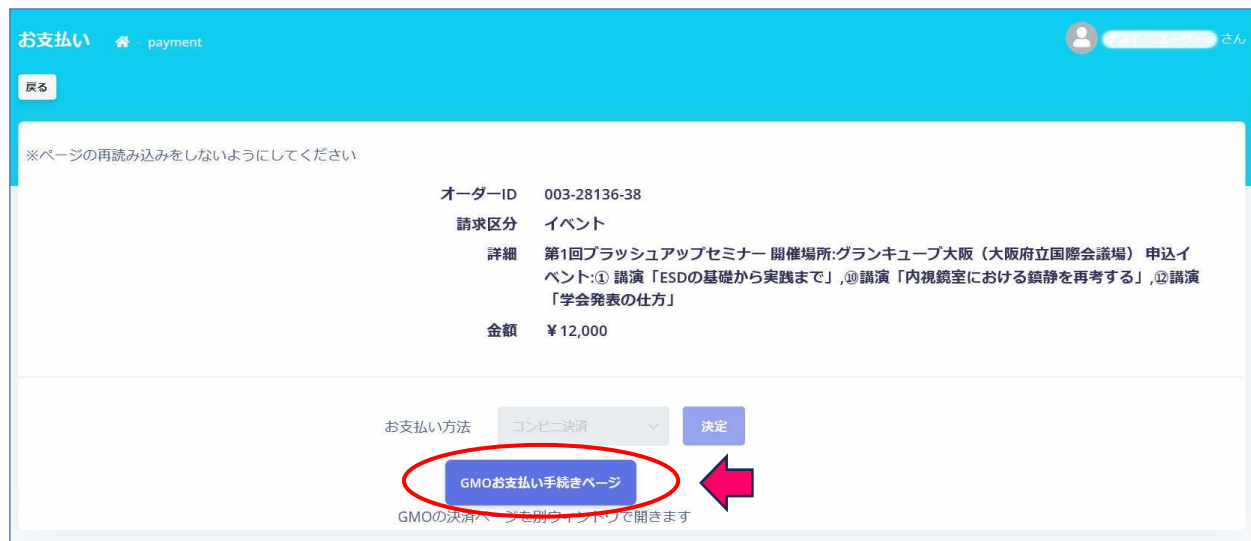 お支払い payment
さん
戻る
※ページの再読み込みをしないようにしてください
オーダーID 003-28136-38
請求区分 イベント
詳細 第1回ブラッシュアップセミナー 開催場所:グランキューブ大阪（大阪府立国際会議場） 申込イ
ベント:① 講演「ESDの基礎から実践まで」,⑩講演「内視鏡室における鎮静を再考する」,⑫講演
「学会発表の仕方」
金額 ￥12,000
お支払い方法 コンビニ決済 決定
GMOお支払い手続きページ
GMOの決済ページを別ウィンドウで開きます